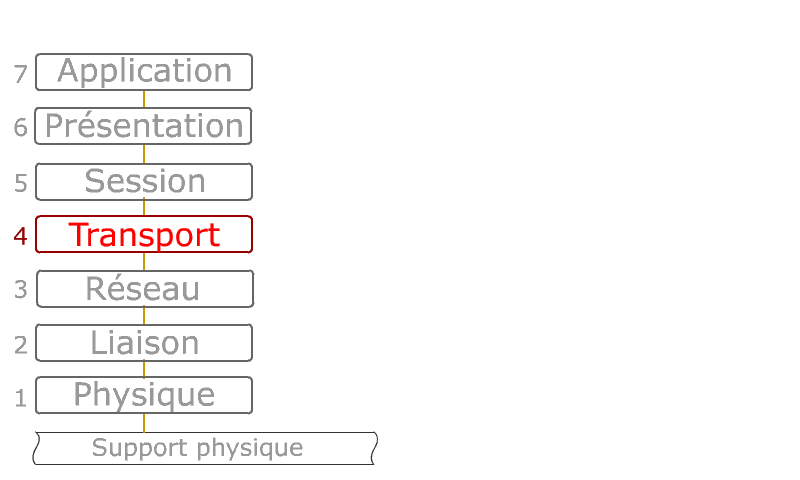 7 Application
6 Présentation
5 Session
4 Transport
3 Réseau
2 Liaison
1 Physique
Support physique